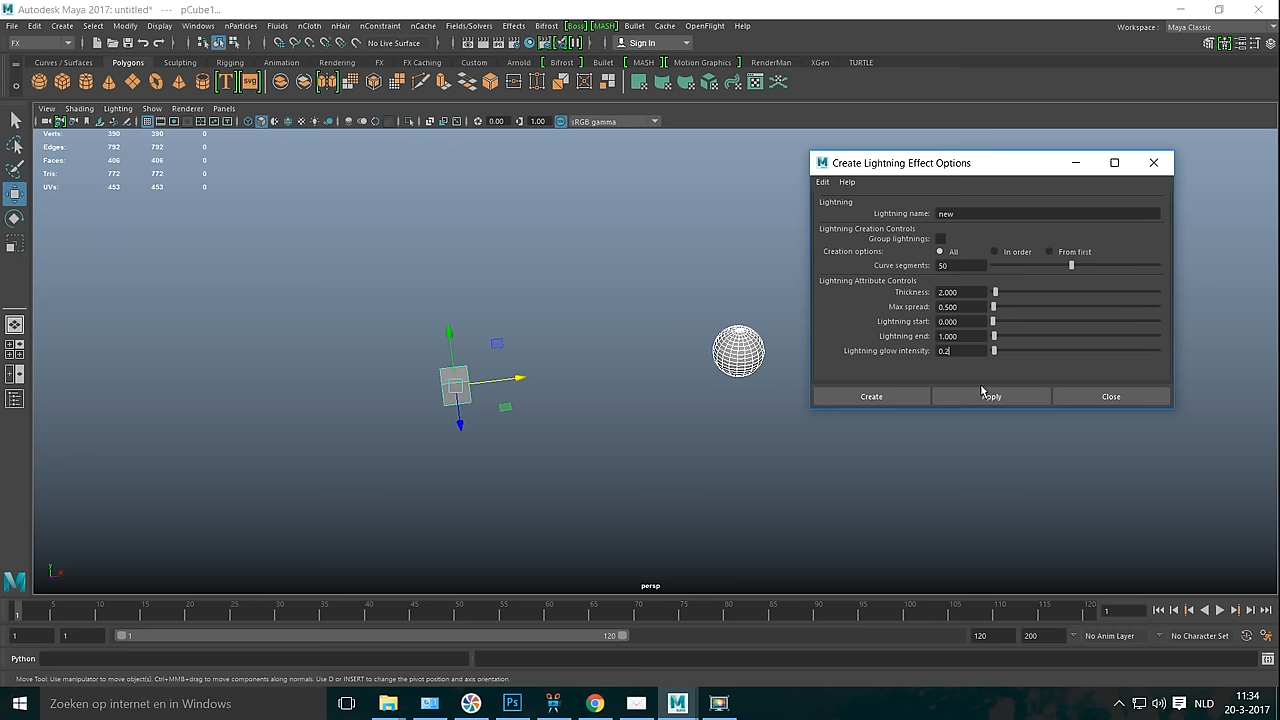 Autodesk Maya 2017: untitled* --- pCube1...
File Edit Create Select Modify Display Windows nParticles Fluids nCloth nHair nConstraint nCache Fields/Solvers Effects Bifrost [Boss] [MASH] Bullet Cache OpenFlight Help
Workspace : Maya Classic
FX No Live Surface Sign In
Curves / Surfaces Polygons Sculpting Rigging Animation Rendering FX FX Caching Custom Arnold [ Bifrost ] Bullet [ MASH ] [ Motion Graphics ] RenderMan XGen TURTLE
View Shading Lighting Show Renderer Panels
0.00 1.00 sRGB gamma
Verts: 390 390 0
Edges: 792 792 0
Faces: 406 406 0
Tris: 772 772 0
UVs: 453 453 0
Create Lightning Effect Options
Edit Help
Lightning
Lightning name: new
Lightning Creation Controls
Group lightnings:
Creation options: All In order From first
Curve segments: 50
Lightning Attribute Controls
Thickness: 2.000
Max spread: 0.500
Lightning start: 0.000
Lightning end: 1.000
Lightning glow intensity: 0.2
Create Apply Close
persp
5 10 15 20 25 30 35 40 45 50 55 60 65 70 75 80 85 90 95 100 105 110 115 120
1 1
1 1 1 120 120 200 No Anim Layer No Character Set
Python
Move Tool: Use manipulator to move object(s). Ctrl+MMB+drag to move components along normals. Use D or INSERT to change the pivot position and axis orientation.
Zoeken op internet en in Windows
NLD
11:34
20-3-2017